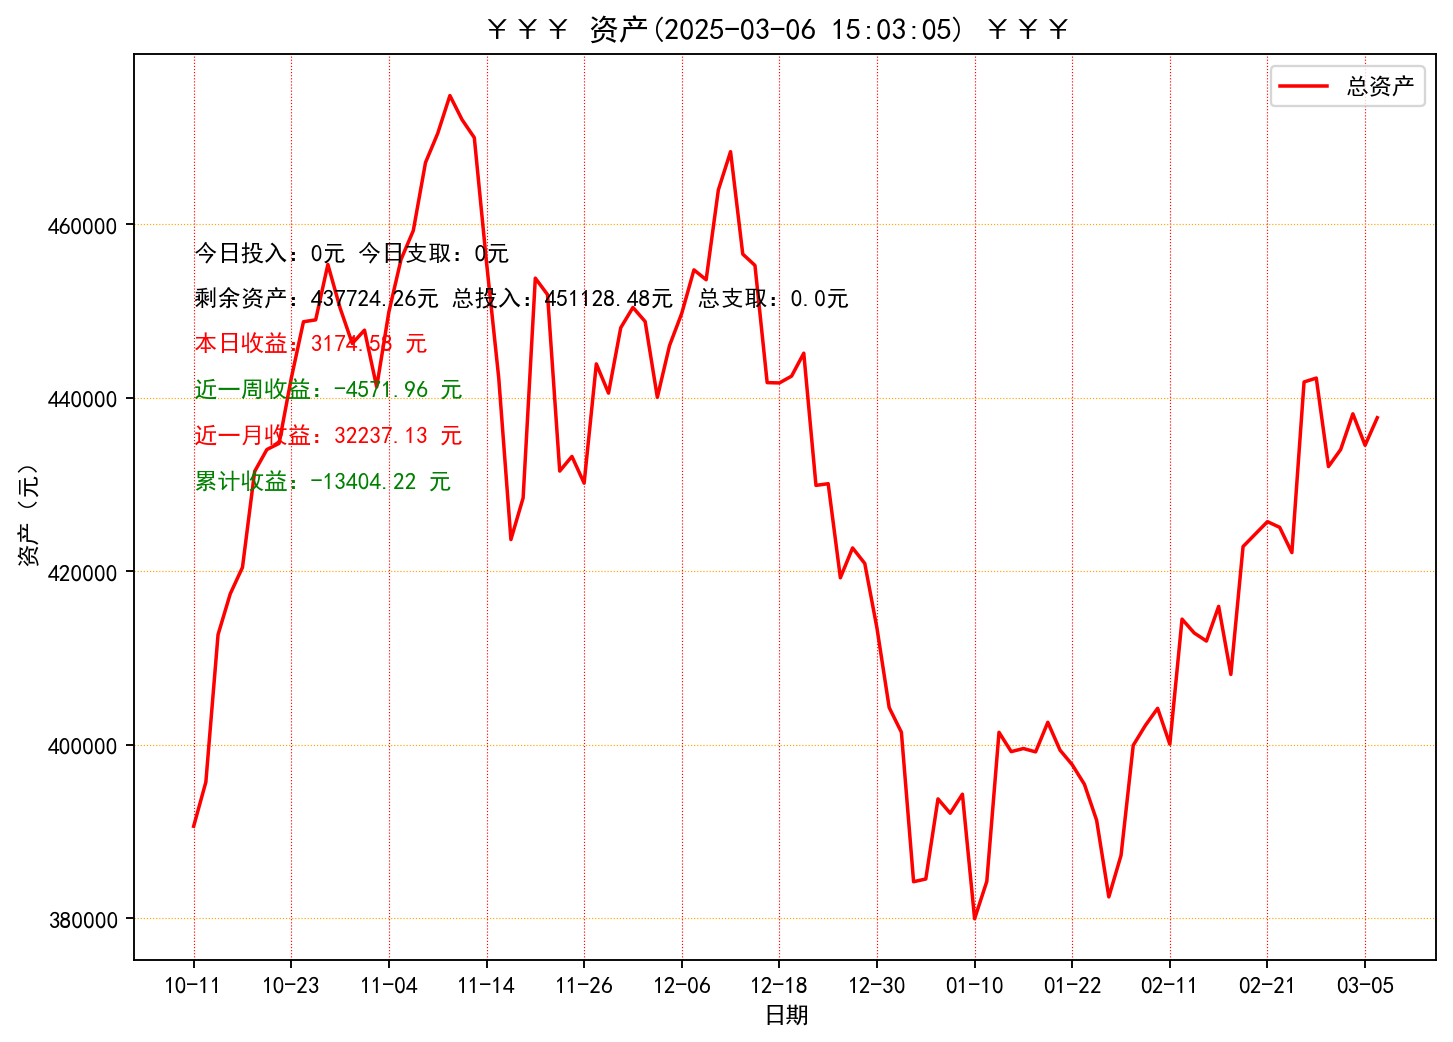 ￥￥￥ 资产(2025-03-06 15:03:05) ￥￥￥
总资产
460000
440000
420000
400000
380000
资产（元）
今日投入：0元 今日支取：0元
剩余资产：437724.26元 总投入：451128.48元  总支取：0.0元
本日收益：3174.58 元
近一周收益：-4571.96 元
近一月收益：32237.13 元
累计收益：-13404.22 元
10-11 10-23 11-04 11-14 11-26 12-06 12-18 12-30 01-10 01-22 02-11 02-21 03-05
日期